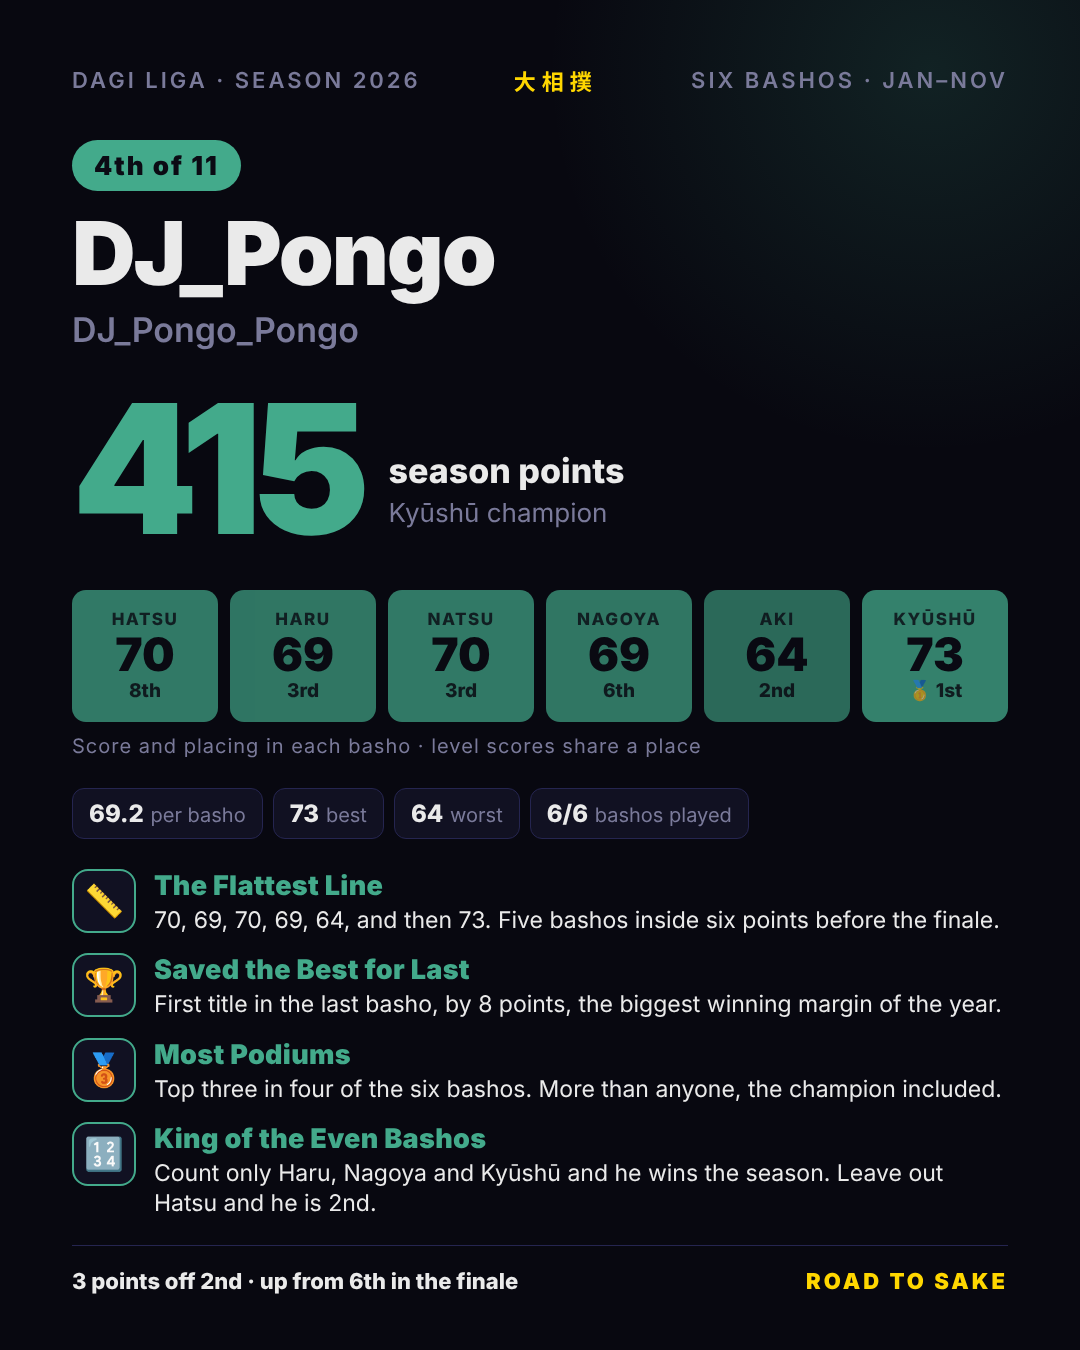 DAGI LIGA · SEASON 2026
大相撲
SIX BASHOS · JAN–NOV
4th of 11
DJ_Pongo
DJ_Pongo_Pongo
415
season points
Kyūshū champion
HATSU
70
8th
HARU
69
3rd
NATSU
70
3rd
NAGOYA
69
6th
AKI
64
2nd
KYŪSHŪ
73
🏅 1st
Score and placing in each basho · level scores share a place
69.2 per basho
73 best
64 worst
6/6 bashos played
The Flattest Line
70, 69, 70, 69, 64, and then 73. Five bashos inside six points before the finale.
Saved the Best for Last
First title in the last basho, by 8 points, the biggest winning margin of the year.
Most Podiums
Top three in four of the six bashos. More than anyone, the champion included.
King of the Even Bashos
Count only Haru, Nagoya and Kyūshū and he wins the season. Leave out
Hatsu and he is 2nd.
3 points off 2nd · up from 6th in the finale
ROAD TO SAKE